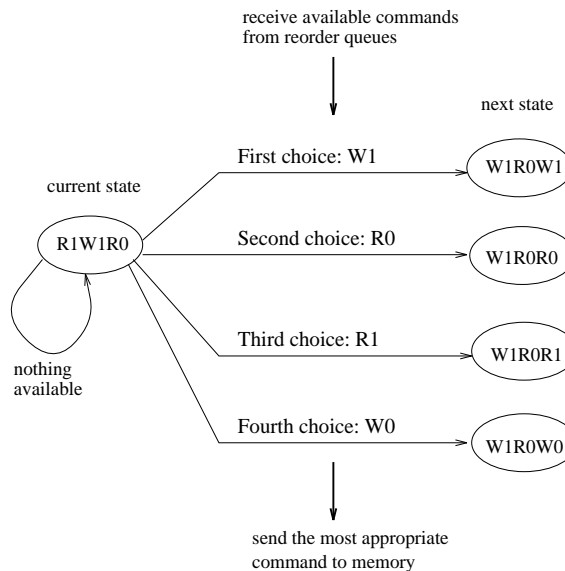 receive available commands
from reorder queues
next state
First choice: W1
W1R0W1
current state
R1W1R0
Second choice: R0
W1R0R0
Third choice: R1
W1R0R1
nothing
available
Fourth choice: W0
W1R0W0
send the most appropriate
command to memory